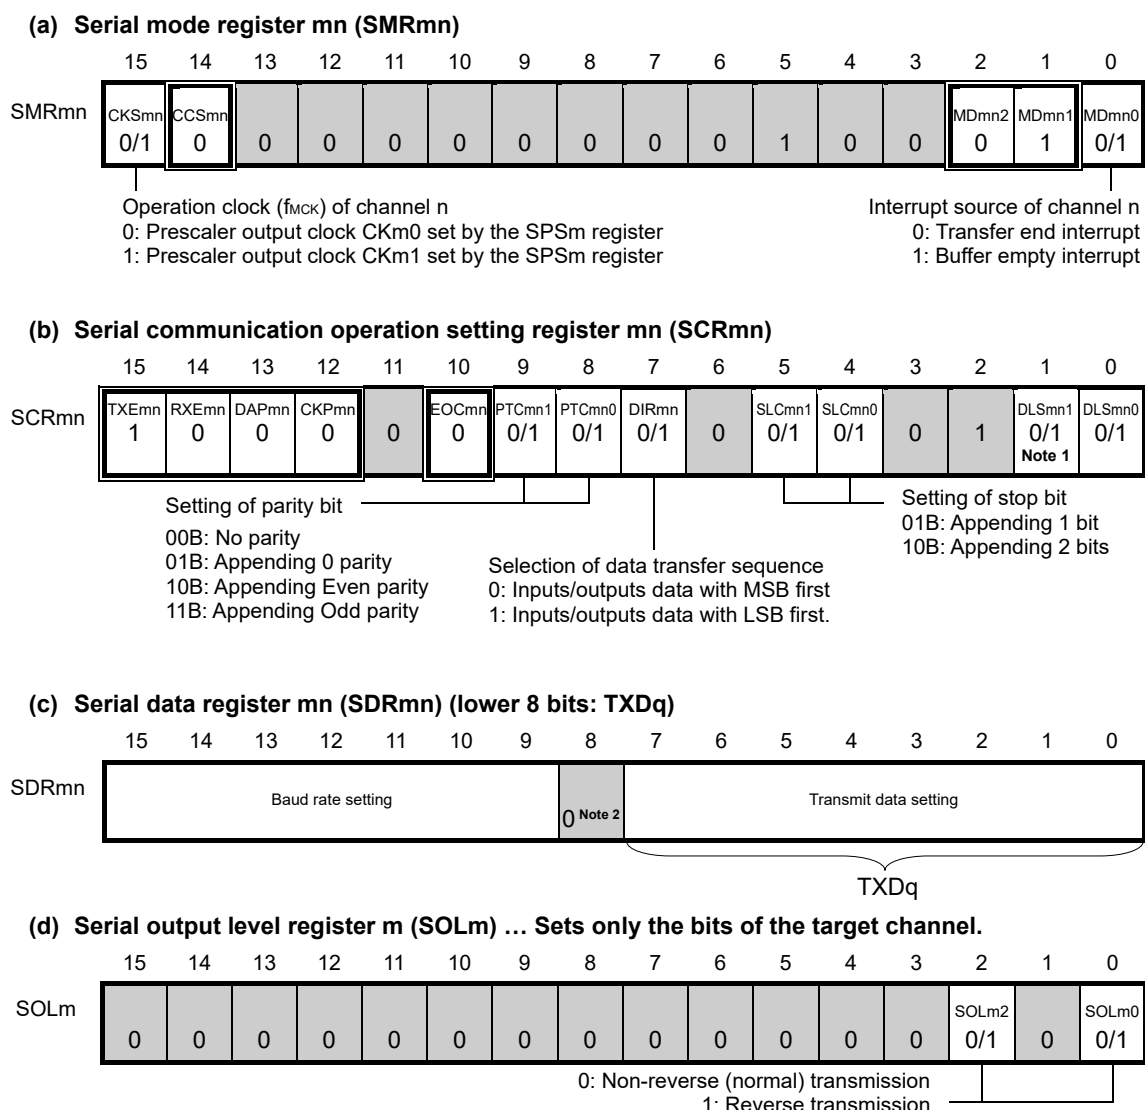 (a) Serial mode register mn (SMRmn)
15 14 13 12 11 10 9 8 7 6 5 4 3 2 1 0
SMRmn
CKSmn CCSmn MDmn2 MDmn1 MDmn0
0/1 0 0 0 0 0 0 0 0 0 1 0 0 0 1 0/1
Operation clock (fMCK) of channel n
0: Prescaler output clock CKm0 set by the SPSm register
1: Prescaler output clock CKm1 set by the SPSm register
Interrupt source of channel n
0: Transfer end interrupt
1: Buffer empty interrupt
(b) Serial communication operation setting register mn (SCRmn)
15 14 13 12 11 10 9 8 7 6 5 4 3 2 1 0
SCRmn
TXEmn RXEmn DAPmn CKPmn EOCmn PTCmn1 PTCmn0 DIRmn SLCmn1 SLCmn0 DLSmn1 DLSmn0
1 0 0 0 0 0 0/1 0/1 0/1 0 0/1 0/1 0 1 0/1 0/1
Note 1
Setting of parity bit
00B: No parity
01B: Appending 0 parity
10B: Appending Even parity
11B: Appending Odd parity
Selection of data transfer sequence
0: Inputs/outputs data with MSB first
1: Inputs/outputs data with LSB first.
Setting of stop bit
01B: Appending 1 bit
10B: Appending 2 bits
(c) Serial data register mn (SDRmn) (lower 8 bits: TXDq)
15 14 13 12 11 10 9 8 7 6 5 4 3 2 1 0
SDRmn
Baud rate setting
0 Note 2
Transmit data setting
TXDq
(d) Serial output level register m (SOLm) … Sets only the bits of the target channel.
15 14 13 12 11 10 9 8 7 6 5 4 3 2 1 0
SOLm
SOLm2 SOLm0
0 0 0 0 0 0 0 0 0 0 0 0 0 0/1 0 0/1
0: Non-reverse (normal) transmission
1: Reverse transmission